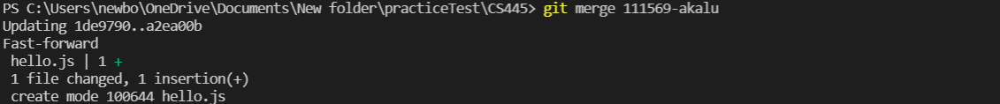 PS C:\Users\newbo\OneDrive\Documents\New folder\practiceTest\CS445> git merge 111569-akalu
Updating 1de9790..a2ea00b
Fast-forward
 hello.js | 1 +
 1 file changed, 1 insertion(+)
 create mode 100644 hello.js